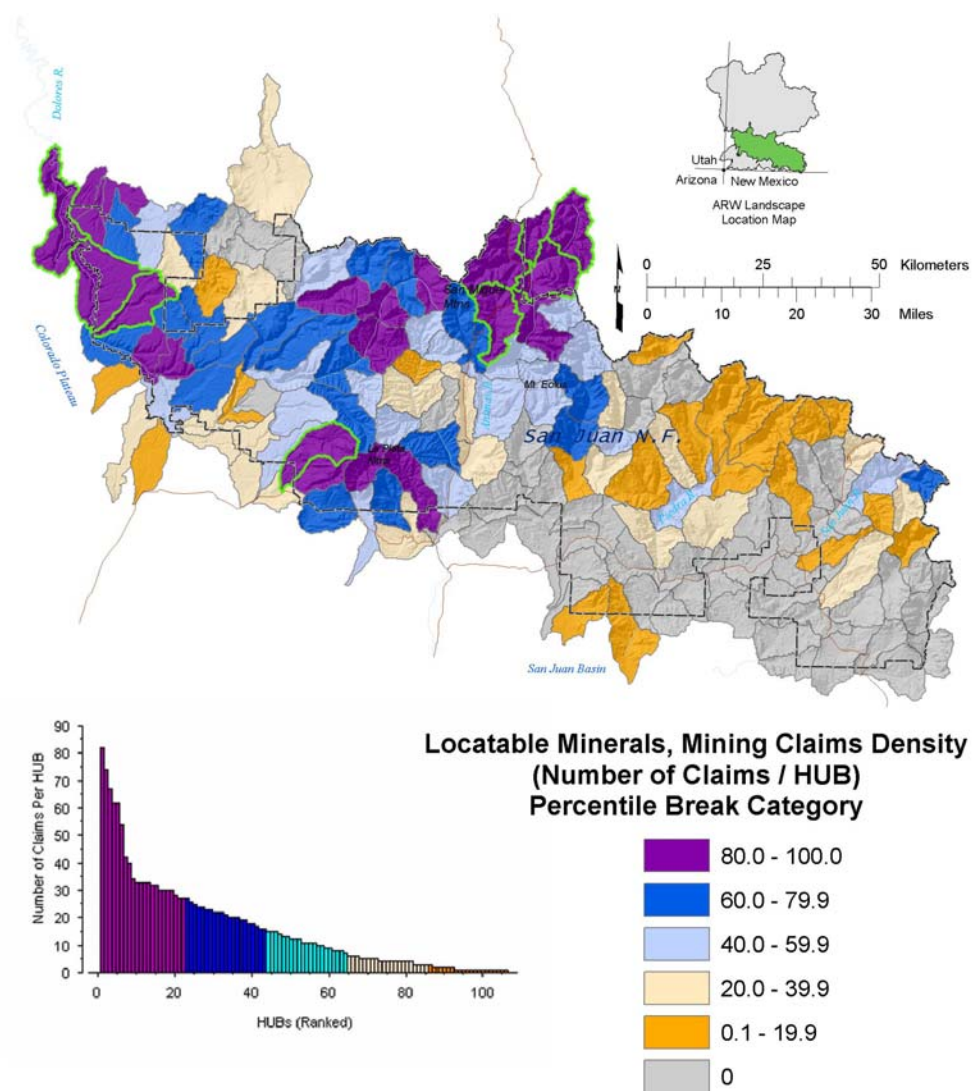 Dolores R.
Utah
Arizona
New Mexico
ARW Landscape
Location Map
N
0 25 50 Kilometers
0 10 20 30 Miles
Colorado Plateau
Mtns
San Juan N.F.
San Juan Basin
Locatable Minerals, Mining Claims Density
(Number of Claims / HUB)
Percentile Break Category
80.0 - 100.0
60.0 - 79.9
40.0 - 59.9
20.0 - 39.9
0.1 - 19.9
0
Number of Claims Per HUB
90
80
70
60
50
40
30
20
10
0
0 20 40 60 80 100
HUBs (Ranked)